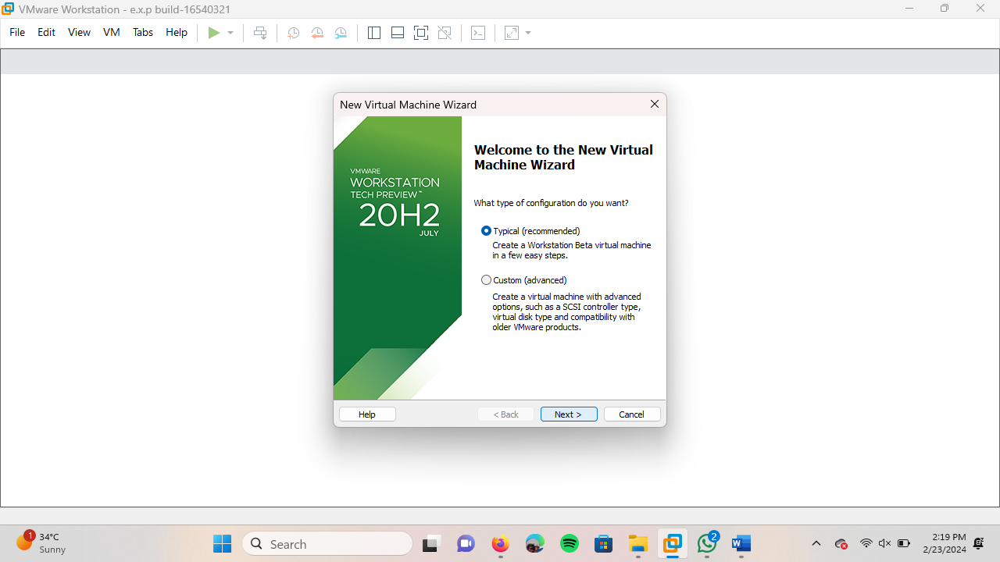 VMware Workstation - e.x.p build-16540321
File Edit View VM Tabs Help
New Virtual Machine Wizard
VMWARE
WORKSTATION
TECH PREVIEW™
20H2
JULY
Welcome to the New Virtual
Machine Wizard
What type of configuration do you want?
Typical (recommended)
Create a Workstation Beta virtual machine
in a few easy steps.
Custom (advanced)
Create a virtual machine with advanced
options, such as a SCSI controller type,
virtual disk type and compatibility with
older VMware products.
Help < Back Next > Cancel
1
34°C
Sunny
Search
2
W
2:19 PM
2/23/2024